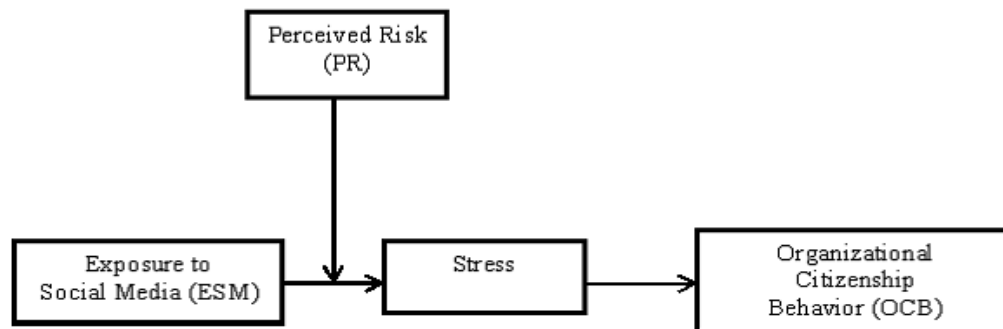 Perceived Risk
(PR)
Exposure to
Social Media (ESM)
Stress
Organizational
Citizenship
Behavior (OCB)